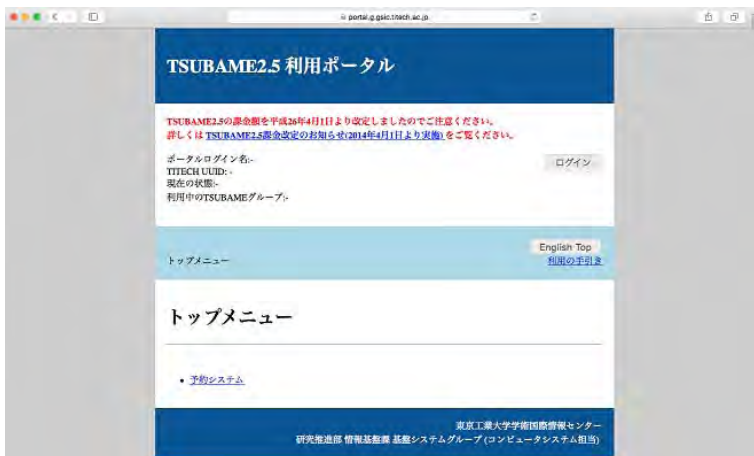 portal.g.gsic.titech.ac.jp
TSUBAME2.5 利用ポータル
TSUBAME2.5の課金額を平成26年4月1日より改定しましたのでご注意ください。
詳しくは TSUBAME2.5課金改定のお知らせ(2014年4月1日より実施) をご覧ください。
ポータルログイン名:-
ログイン
TITECH UUID: -
現在の状態:-
利用中のTSUBAMEグループ:-
English Top
トップメニュー
利用の手引き
トップメニュー
• 予約システム
東京工業大学学術国際情報センター
研究推進部 情報基盤課 基盤システムグループ (コンピュータシステム担当)